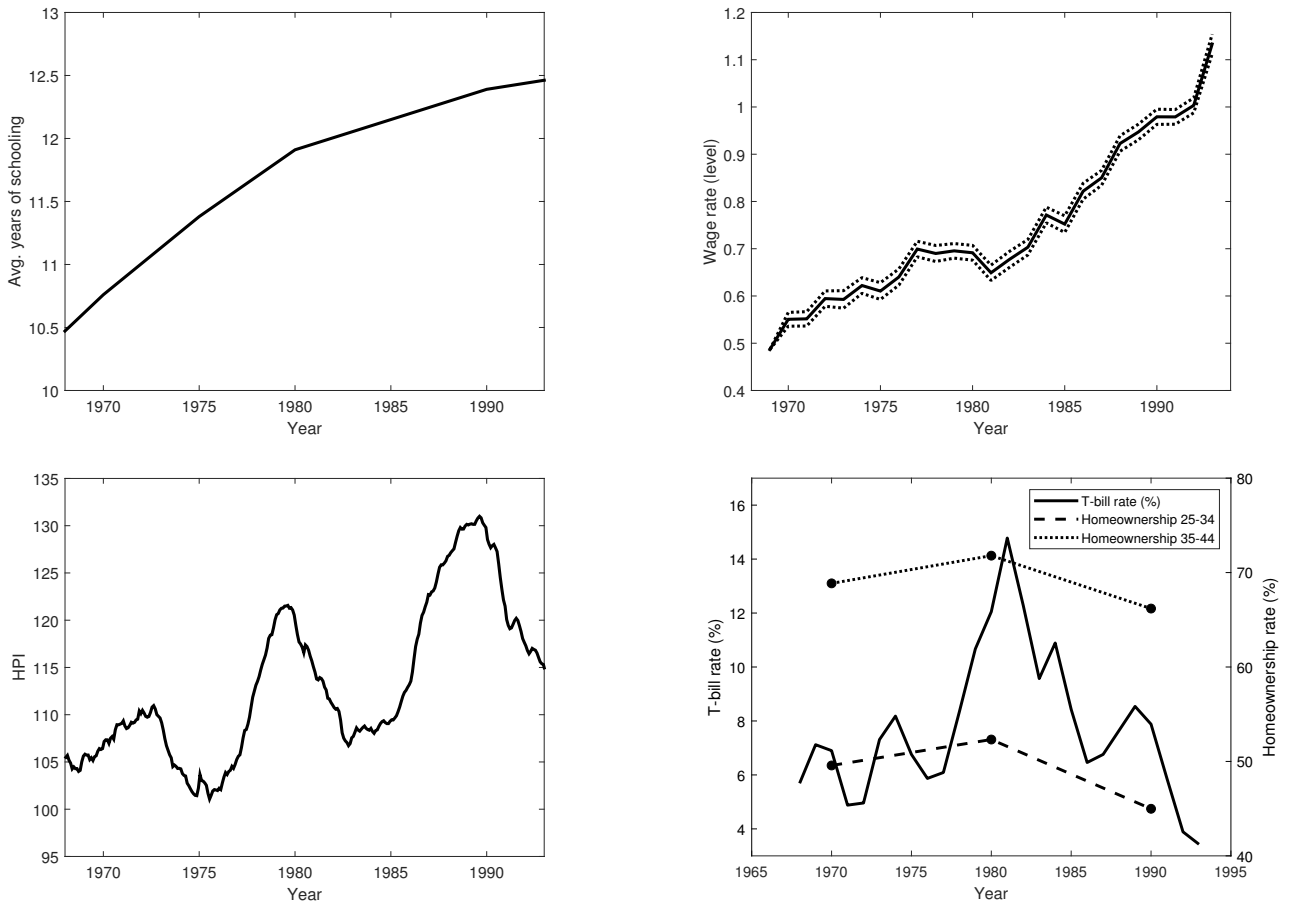 13
12.5
12
11.5
11
10.5
10
Avg. years of schooling
1970 1975 1980 1985 1990
Year
1.2
1.1
1
0.9
0.8
0.7
0.6
0.5
0.4
Wage rate (level)
1970 1975 1980 1985 1990
Year
135
130
125
120
115
110
105
100
95
HPI
1970 1975 1980 1985 1990
Year
16
14
12
10
8
6
4
T-bill rate (%)
T-bill rate (%)
Homeownership 25-34
Homeownership 35-44
80
70
60
50
40
Homeownership rate (%)
1965 1970 1975 1980 1985 1990 1995
Year